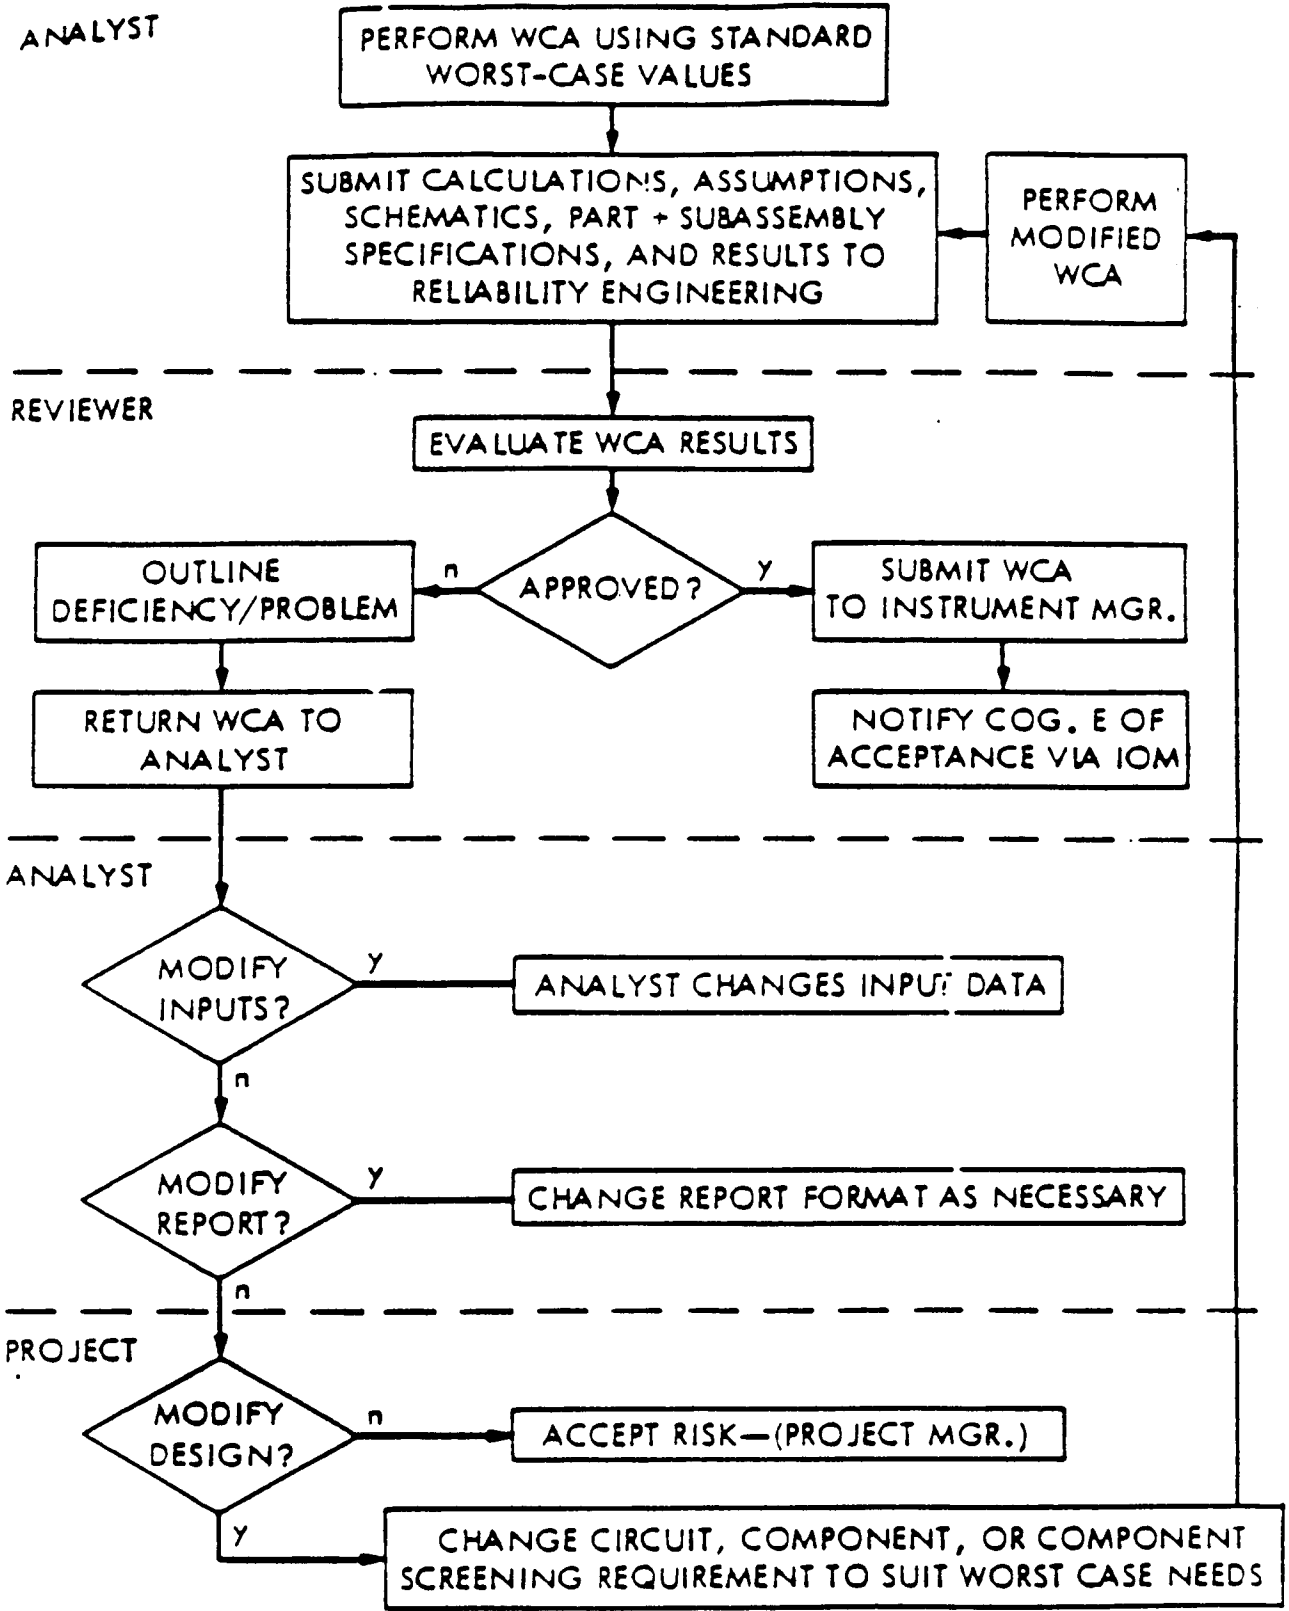 ANALYST
PERFORM WCA USING STANDARD
WORST-CASE VALUES
SUBMIT CALCULATIONS, ASSUMPTIONS,
SCHEMATICS, PART + SUBASSEMBLY
SPECIFICATIONS, AND RESULTS TO
RELIABILITY ENGINEERING
PERFORM
MODIFIED
WCA
REVIEWER
EVALUATE WCA RESULTS
APPROVED?
n
y
OUTLINE
DEFICIENCY/PROBLEM
SUBMIT WCA
TO INSTRUMENT MGR.
RETURN WCA TO
ANALYST
NOTIFY COG. E OF
ACCEPTANCE VIA IOM
ANALYST
MODIFY
INPUTS?
y
ANALYST CHANGES INPUT DATA
n
MODIFY
REPORT?
y
CHANGE REPORT FORMAT AS NECESSARY
n
PROJECT
MODIFY
DESIGN?
n
ACCEPT RISK—(PROJECT MGR.)
y
CHANGE CIRCUIT, COMPONENT, OR COMPONENT
SCREENING REQUIREMENT TO SUIT WORST CASE NEEDS